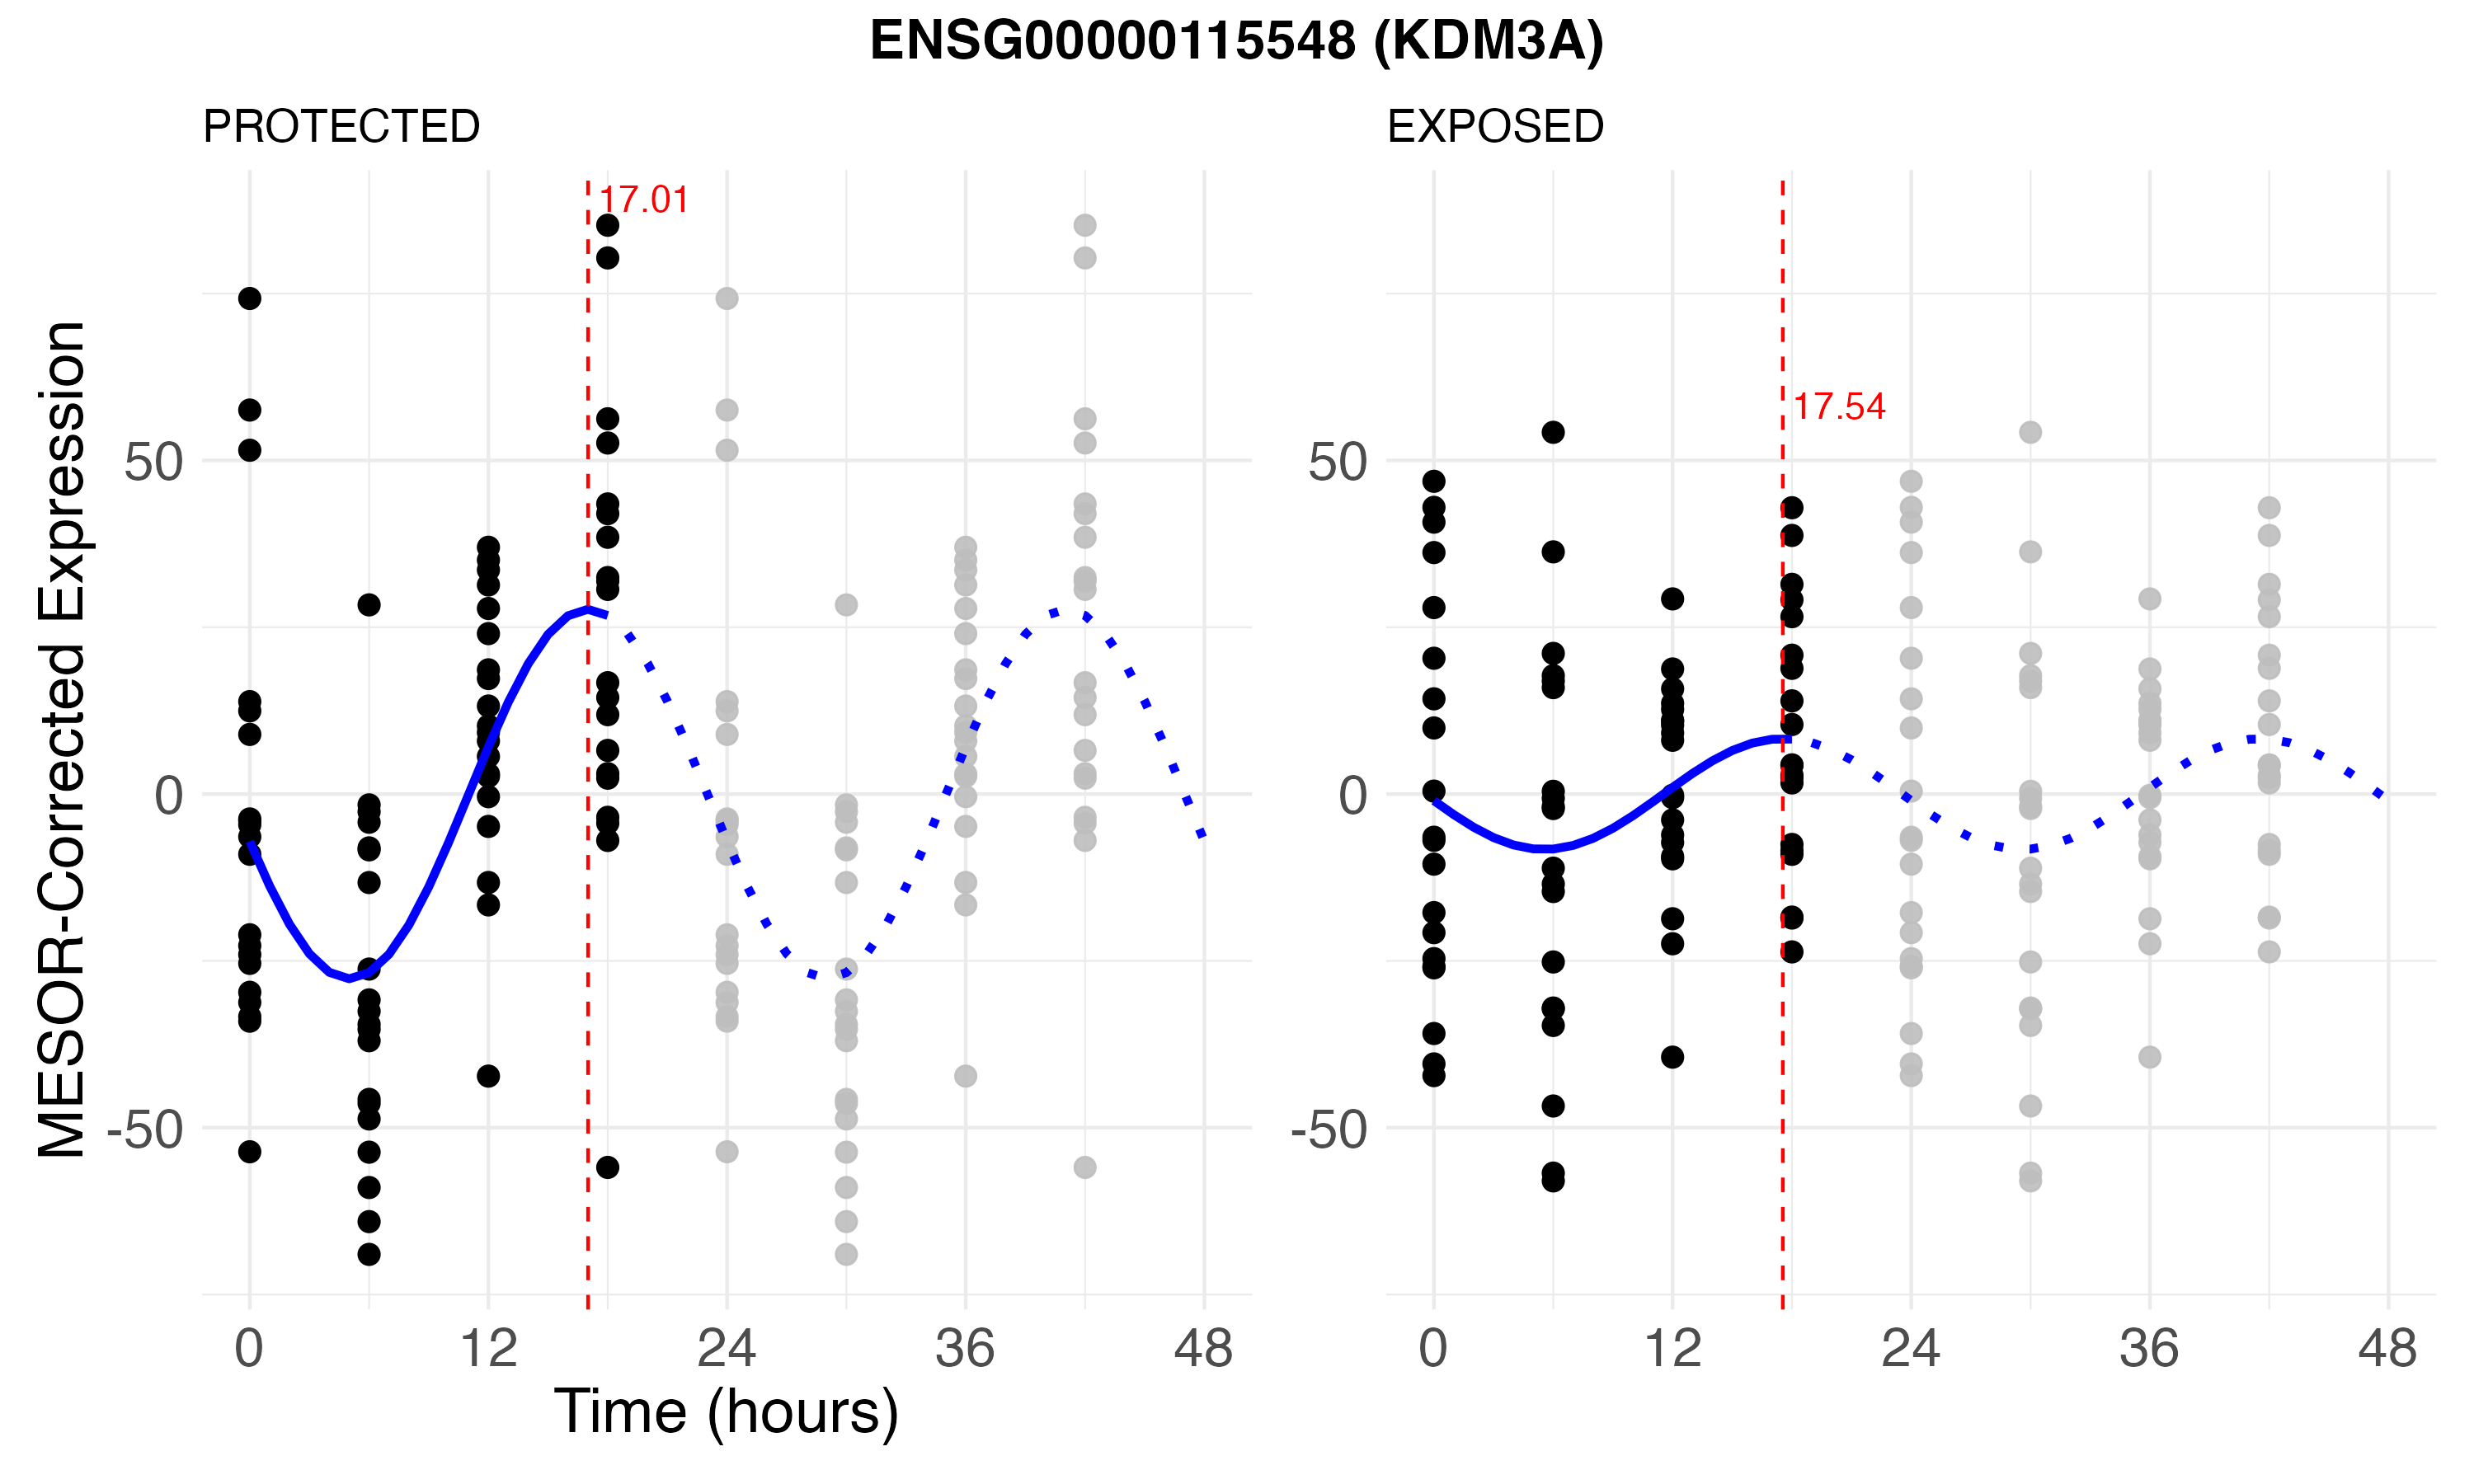 ENSG00000115548 (KDM3A)
PROTECTED
EXPOSED
MESOR-Corrected Expression
17.01
17.54
50
0
-50
50
0
-50
0 12 24 36 48
0 12 24 36 48
Time (hours)